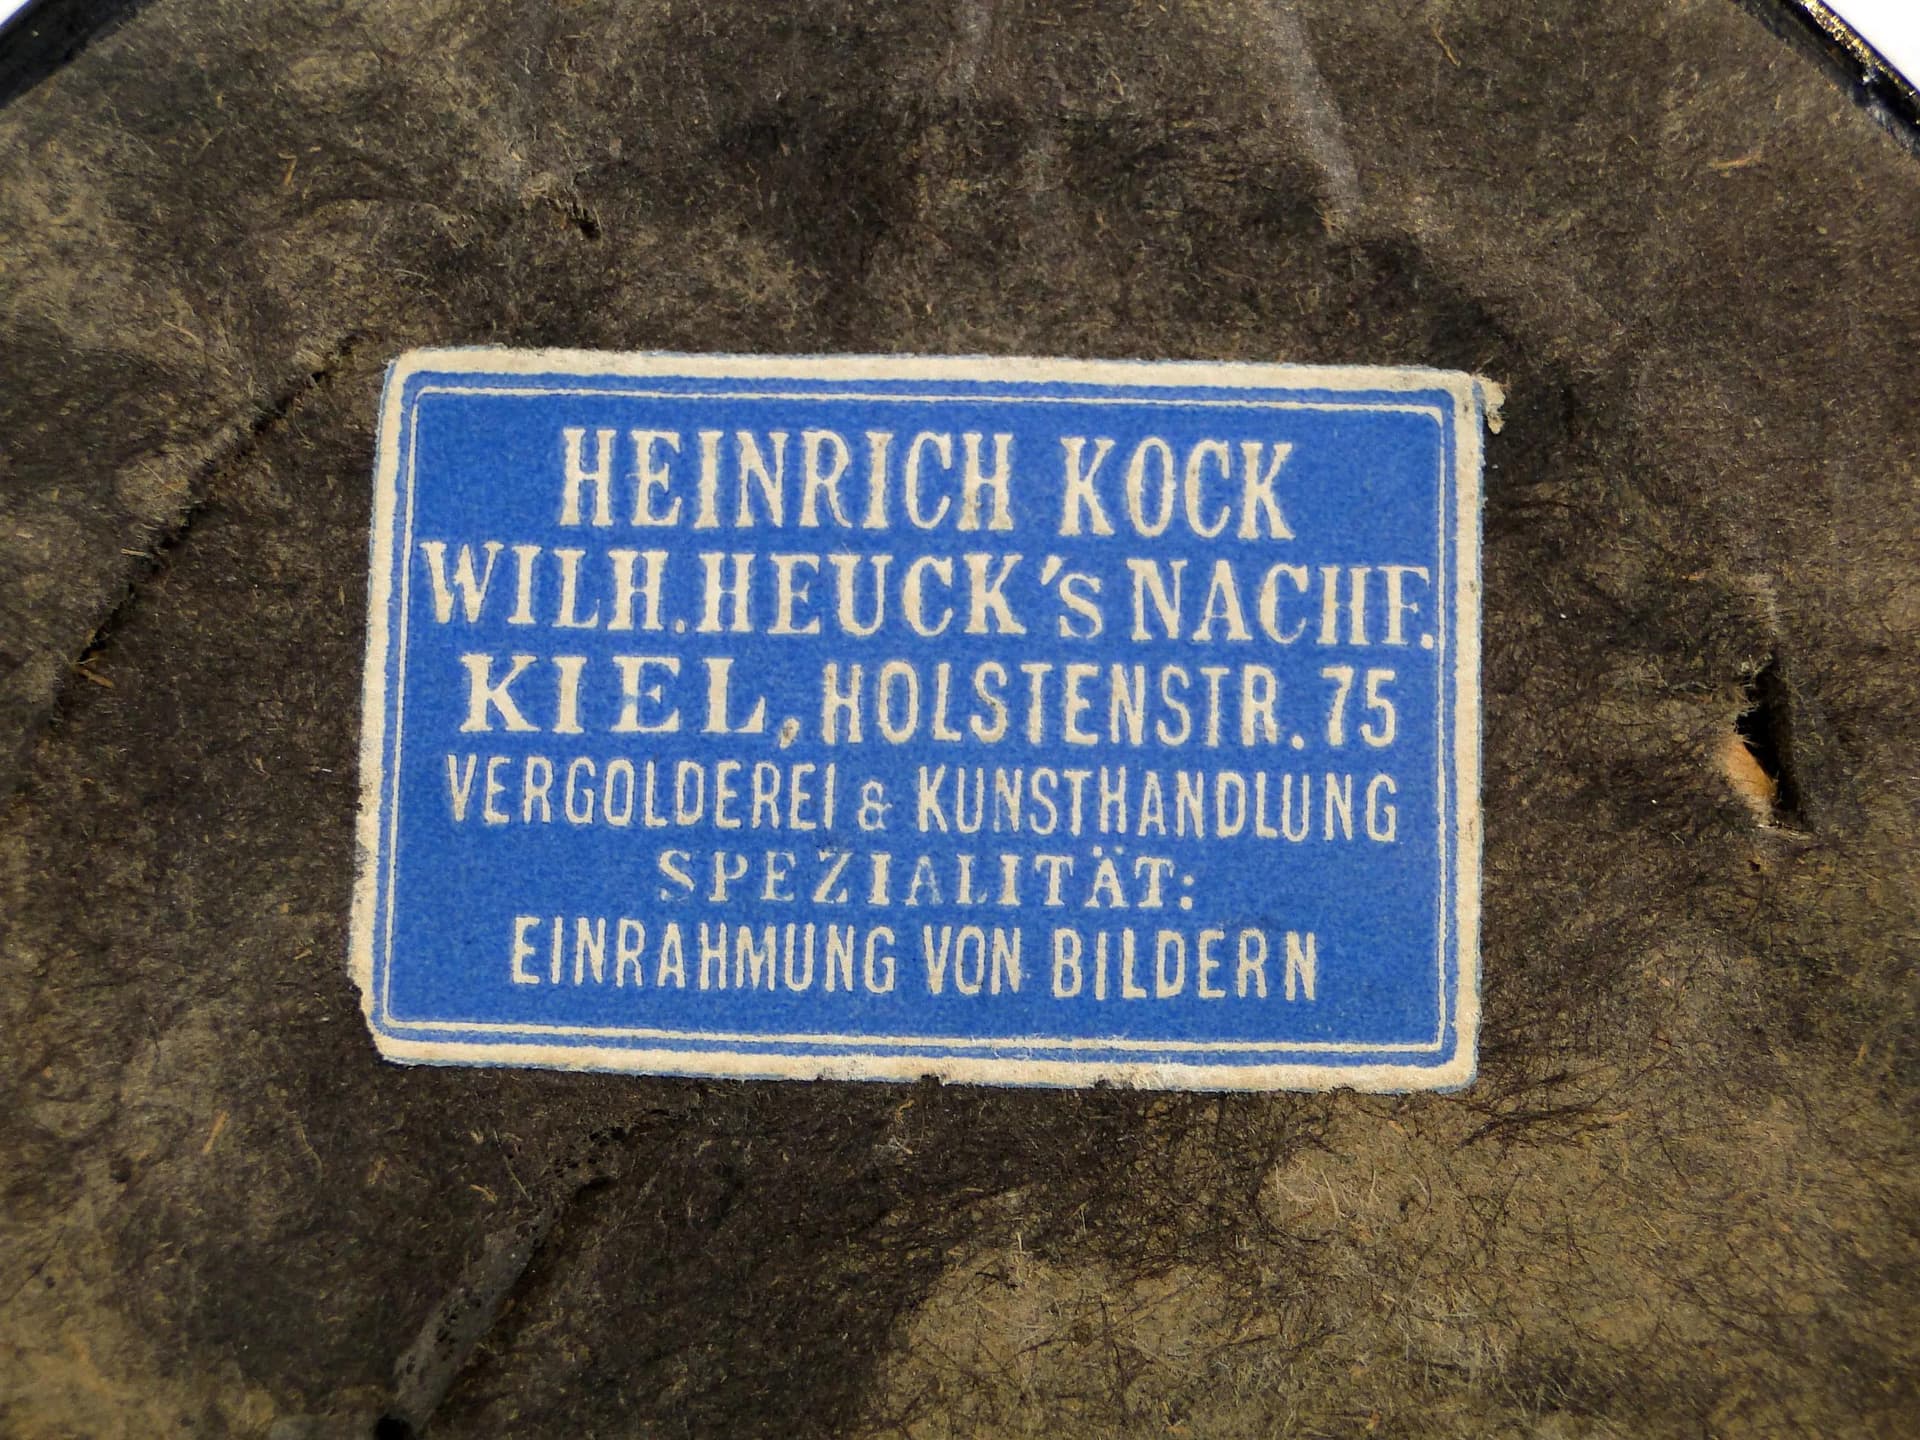 HEINRICH KOCK
WILH. HEUCK's NACHF.
KIEL, HOLSTENSTR. 75
VERGOLDEREI & KUNSTHANDLUNG
SPEZIALITÄT:
EINRAHMUNG VON BILDERN